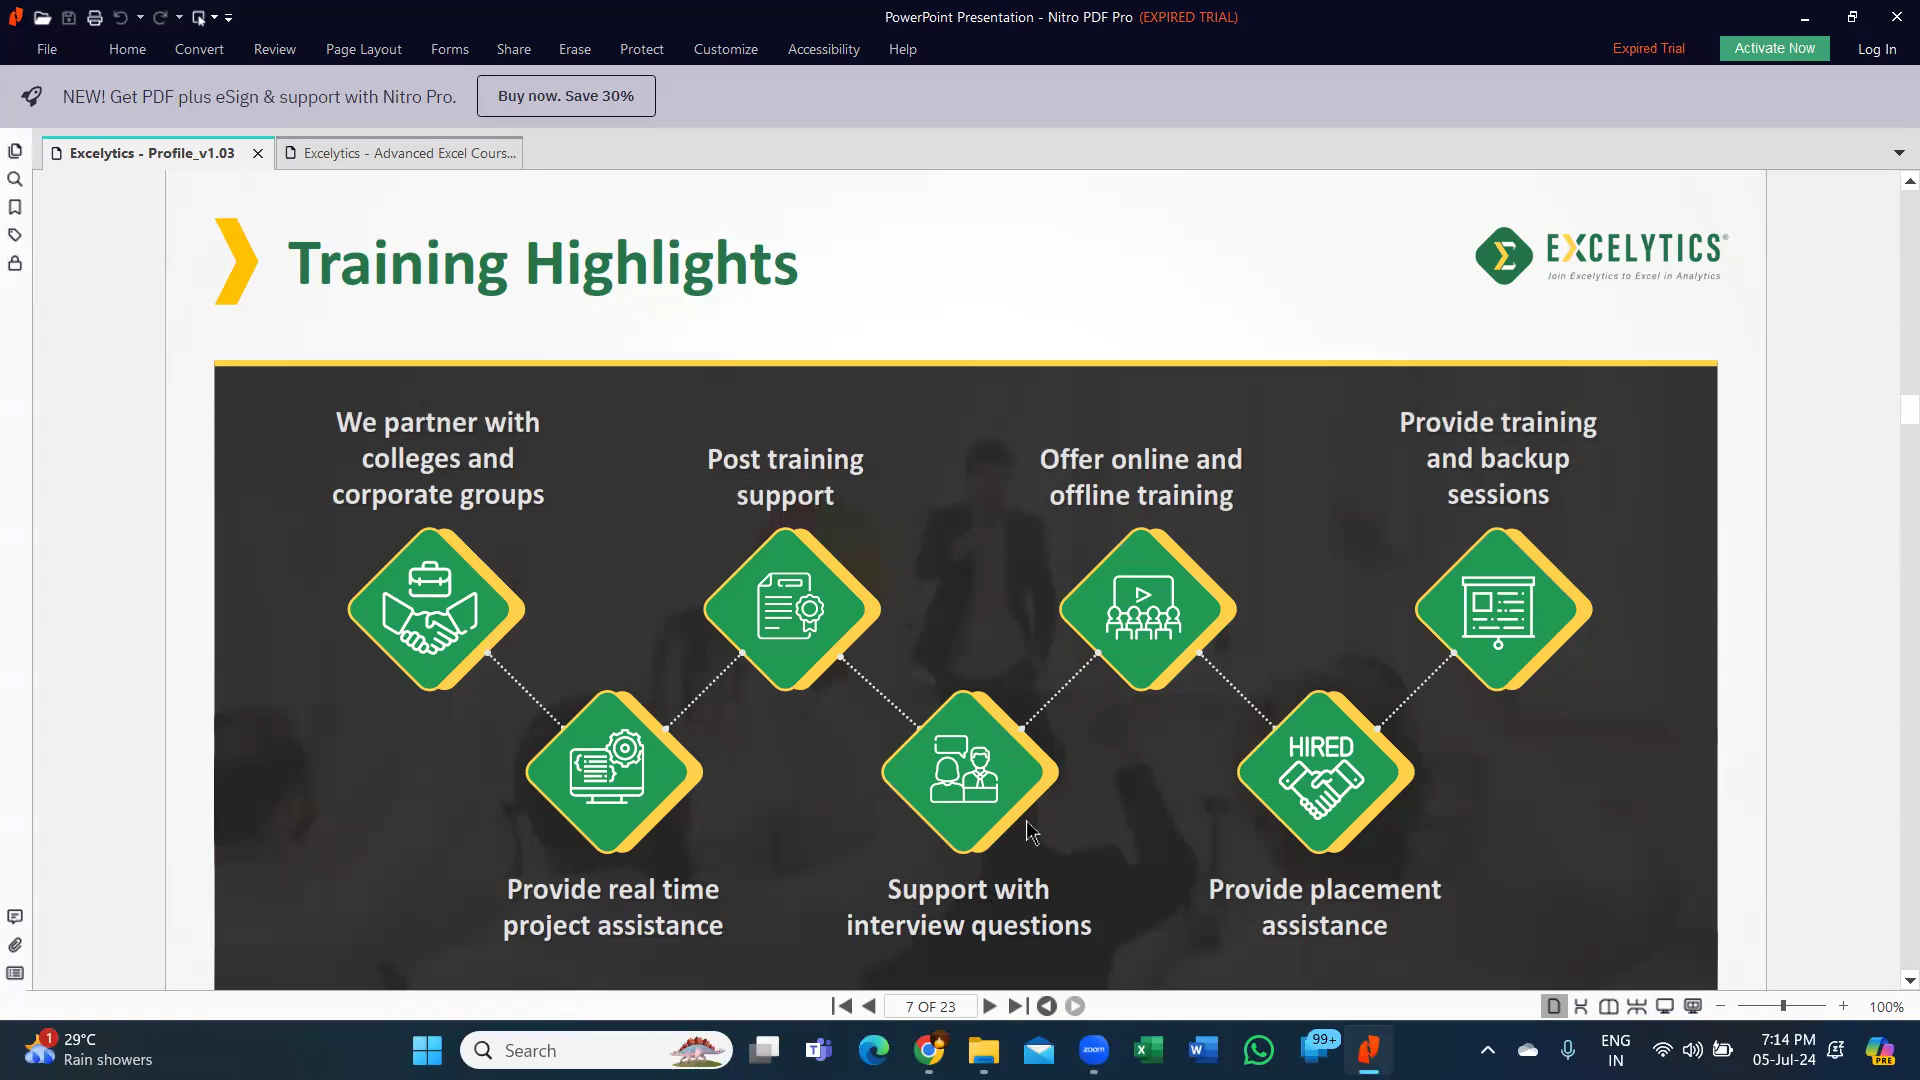 PowerPoint Presentation - Nitro PDF Pro (EXPIRED TRIAL)
File Home Convert Review Page Layout Forms Share Erase Protect Customize Accessibility Help Expired Trial Activate Now Log In
NEW! Get PDF plus eSign & support with Nitro Pro. Buy now. Save 30%
Excelytics - Profile_v1.03 Excelytics - Advanced Excel Cours...
Training Highlights
EXCELYTICS®
Join Excelytics to Excel in Analytics
We partner with
colleges and
corporate groups
Post training
support
Offer online and
offline training
Provide training
and backup
sessions
HIRED
Provide real time
project assistance
Support with
interview questions
Provide placement
assistance
7 OF 23
100%
1
29°C
Rain showers
Search
zoom
99+
ENG
IN
7:14 PM
05-Jul-24
PRE